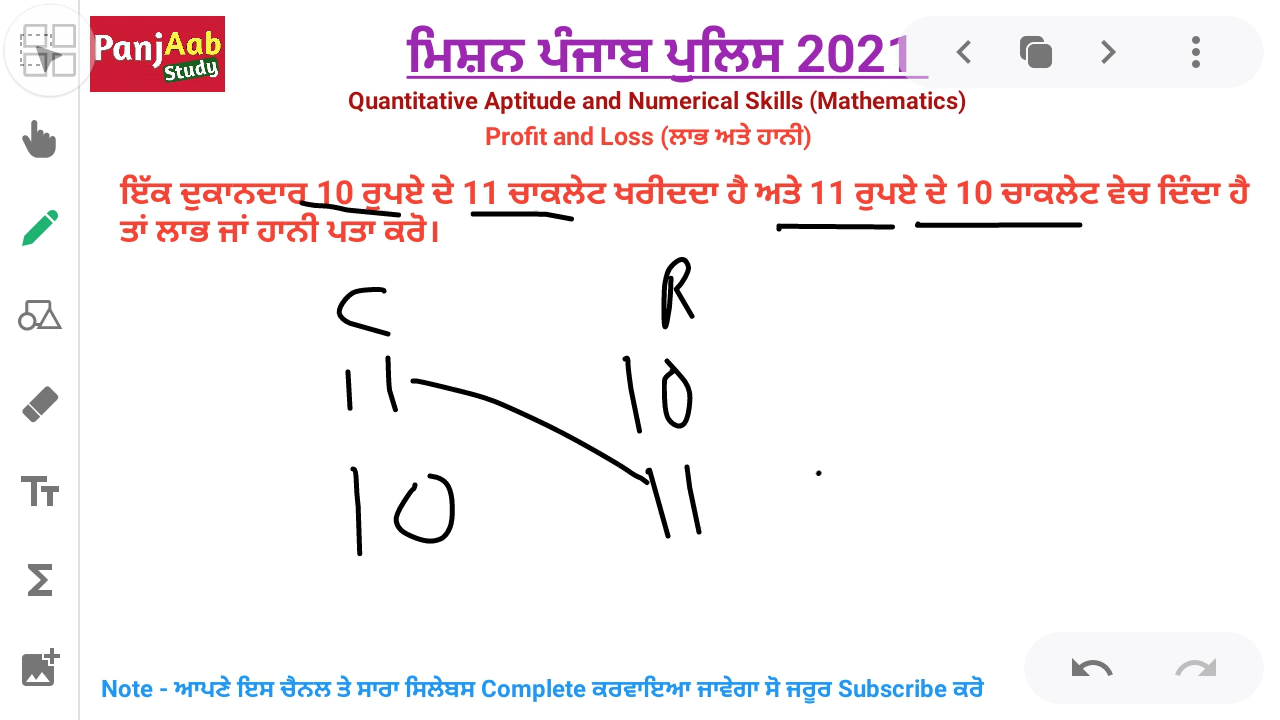 PanjAab
Study
ਮਿਸ਼ਨ ਪੰਜਾਬ ਪੁਲਿਸ 2021
Quantitative Aptitude and Numerical Skills (Mathematics)
Profit and Loss (ਲਾਭ ਅਤੇ ਹਾਨੀ)
ਇੱਕ ਦੁਕਾਨਦਾਰ 10 ਰੁਪਏ ਦੇ 11 ਚਾਕਲੇਟ ਖਰੀਦਦਾ ਹੈ ਅਤੇ 11 ਰੁਪਏ ਦੇ 10 ਚਾਕਲੇਟ ਵੇਚ ਦਿੰਦਾ ਹੈ
ਤਾਂ ਲਾਭ ਜਾਂ ਹਾਨੀ ਪਤਾ ਕਰੋ।
C R
11 10
10 11
Note - ਆਪਣੇ ਇਸ ਚੈਨਲ ਤੇ ਸਾਰਾ ਸਿਲੇਬਸ Complete ਕਰਵਾਇਆ ਜਾਵੇਗਾ ਸੋ ਜਰੂਰ Subscribe ਕਰੋ